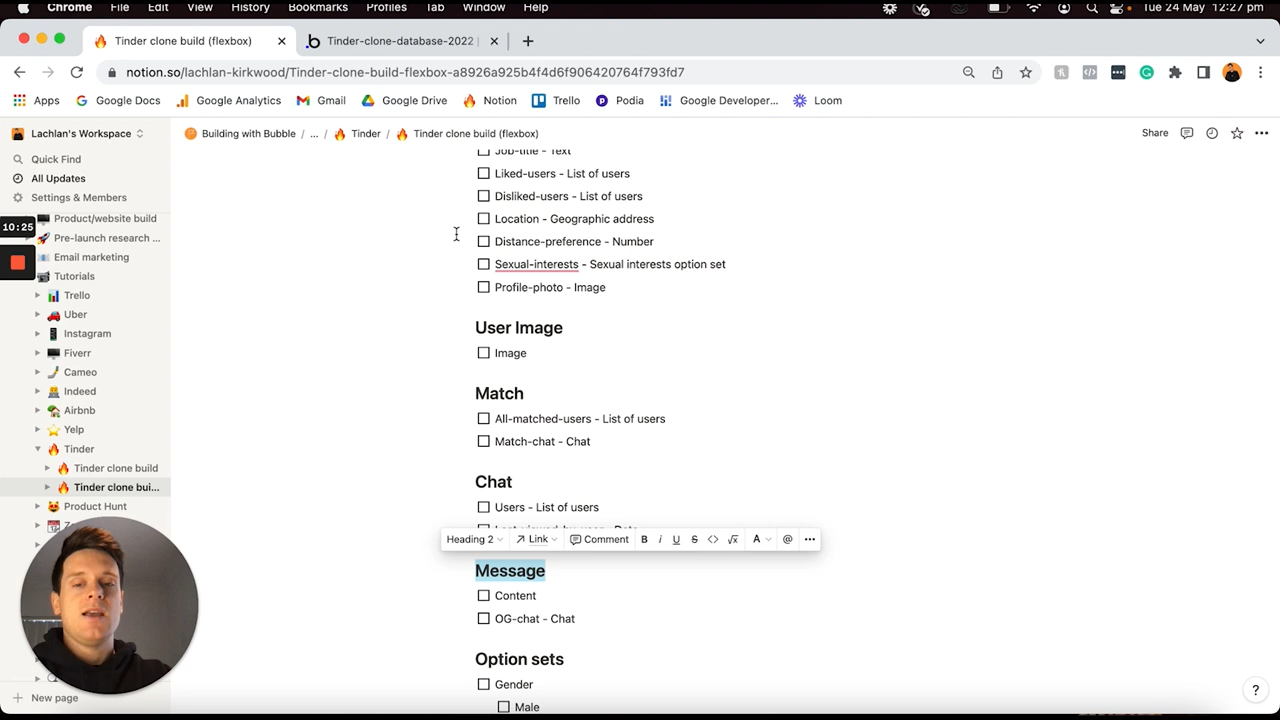 Chrome File Edit View History Bookmarks Profiles Tab Window Help Tue 24 May 12:27 pm
Tinder clone build (flexbox) Tinder-clone-database-2022 |
notion.so/lachlan-kirkwood/Tinder-clone-build-flexbox-a8926a925b4f4d6f906420764f793fd7
Apps Google Docs Google Analytics Gmail Google Drive Notion Trello Podia Google Developer... Loom
Lachlan's Workspace
Building with Bubble / ... / Tinder / Tinder clone build (flexbox)
Share
Quick Find
All Updates
Settings & Members
10:25
Product/website build
Pre-launch research ...
Email marketing
Tutorials
Trello
Uber
Instagram
Fiverr
Cameo
Indeed
Airbnb
Yelp
Tinder
Tinder clone build
Tinder clone bui...
Product Hunt
New page
Job-title - Text
Liked-users - List of users
Disliked-users - List of users
Location - Geographic address
Distance-preference - Number
Sexual-interests - Sexual interests option set
Profile-photo - Image
User Image
Image
Match
All-matched-users - List of users
Match-chat - Chat
Chat
Users - List of users
Heading 2 Link Comment B i U S <> √x A @ •••
Message
Content
OG-chat - Chat
Option sets
Gender
Male
?